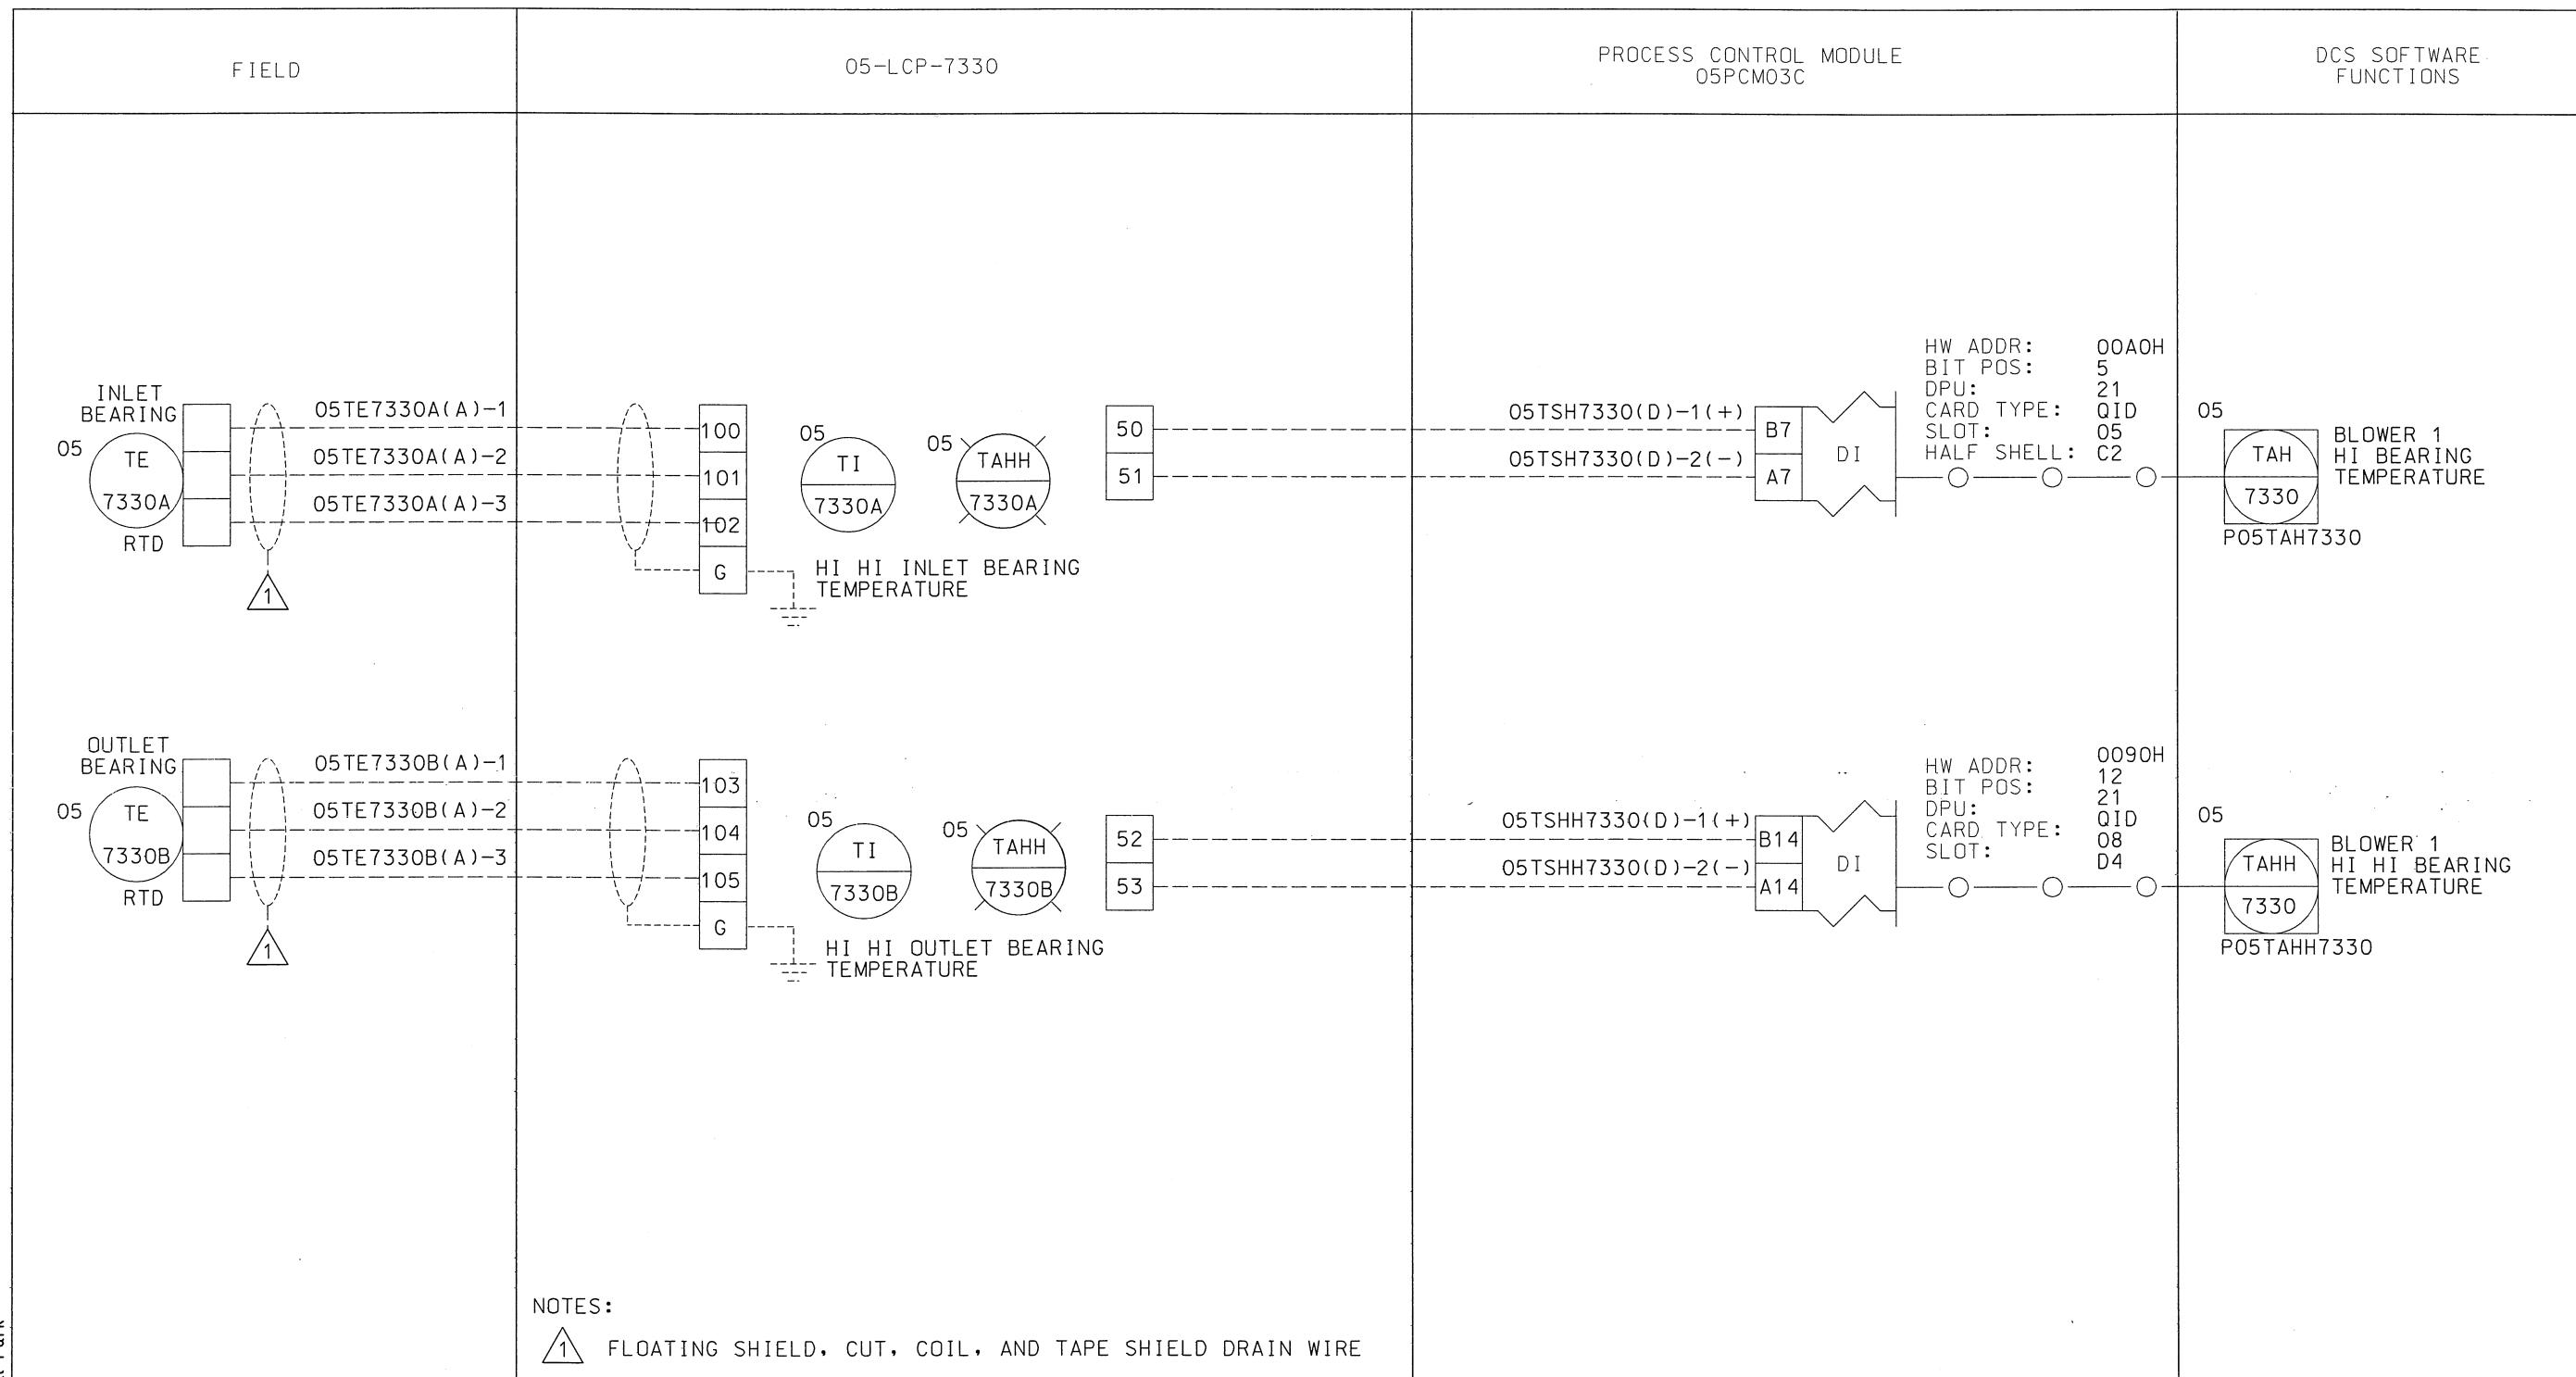 FIELD
05-LCP-7330
PROCESS CONTROL MODULE
05PCM03C
DCS SOFTWARE
FUNCTIONS
INLET
BEARING
05
TE
7330A
RTD
05TE7330A(A)-1
05TE7330A(A)-2
05TE7330A(A)-3
1
100
101
102
G
05
TI
7330A
05
TAHH
7330A
HI HI INLET BEARING
TEMPERATURE
50
51
05TSH7330(D)-1(+)
05TSH7330(D)-2(-)
B7
A7
DI
HW ADDR: 00A0H
BIT POS: 5
DPU: 21
CARD TYPE: QID
SLOT: 05
HALF SHELL: C2
05
TAH
7330
P05TAH7330
BLOWER 1
HI BEARING
TEMPERATURE
OUTLET
BEARING
05
TE
7330B
RTD
05TE7330B(A)-1
05TE7330B(A)-2
05TE7330B(A)-3
1
103
104
105
G
05
TI
7330B
05
TAHH
7330B
HI HI OUTLET BEARING
TEMPERATURE
52
53
05TSHH7330(D)-1(+)
05TSHH7330(D)-2(-)
B14
A14
DI
HW ADDR: 0090H
BIT POS: 12
DPU: 21
CARD TYPE: QID
SLOT: 08
D4
05
TAHH
7330
P05TAHH7330
BLOWER 1
HI HI BEARING
TEMPERATURE
NOTES:
1 FLOATING SHIELD, CUT, COIL, AND TAPE SHIELD DRAIN WIRE